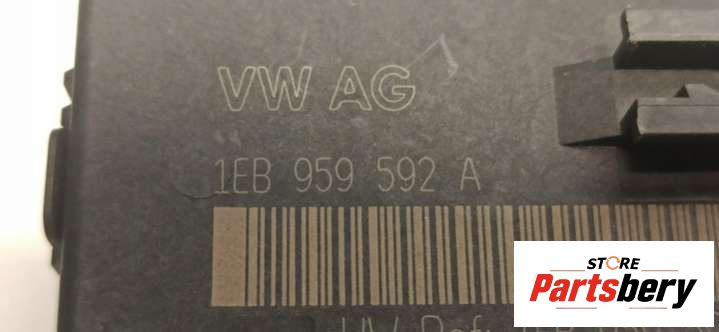 VW AG
1EB 959 592 A
STORE
Partsbery